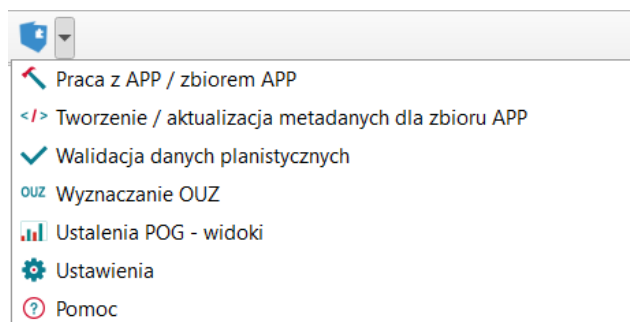 Praca z APP / zbiorem APP
</> Tworzenie / aktualizacja metadanych dla zbioru APP
Walidacja danych planistycznych
OUZ Wyznaczanie OUZ
Ustalenia POG - widoki
Ustawienia
? Pomoc